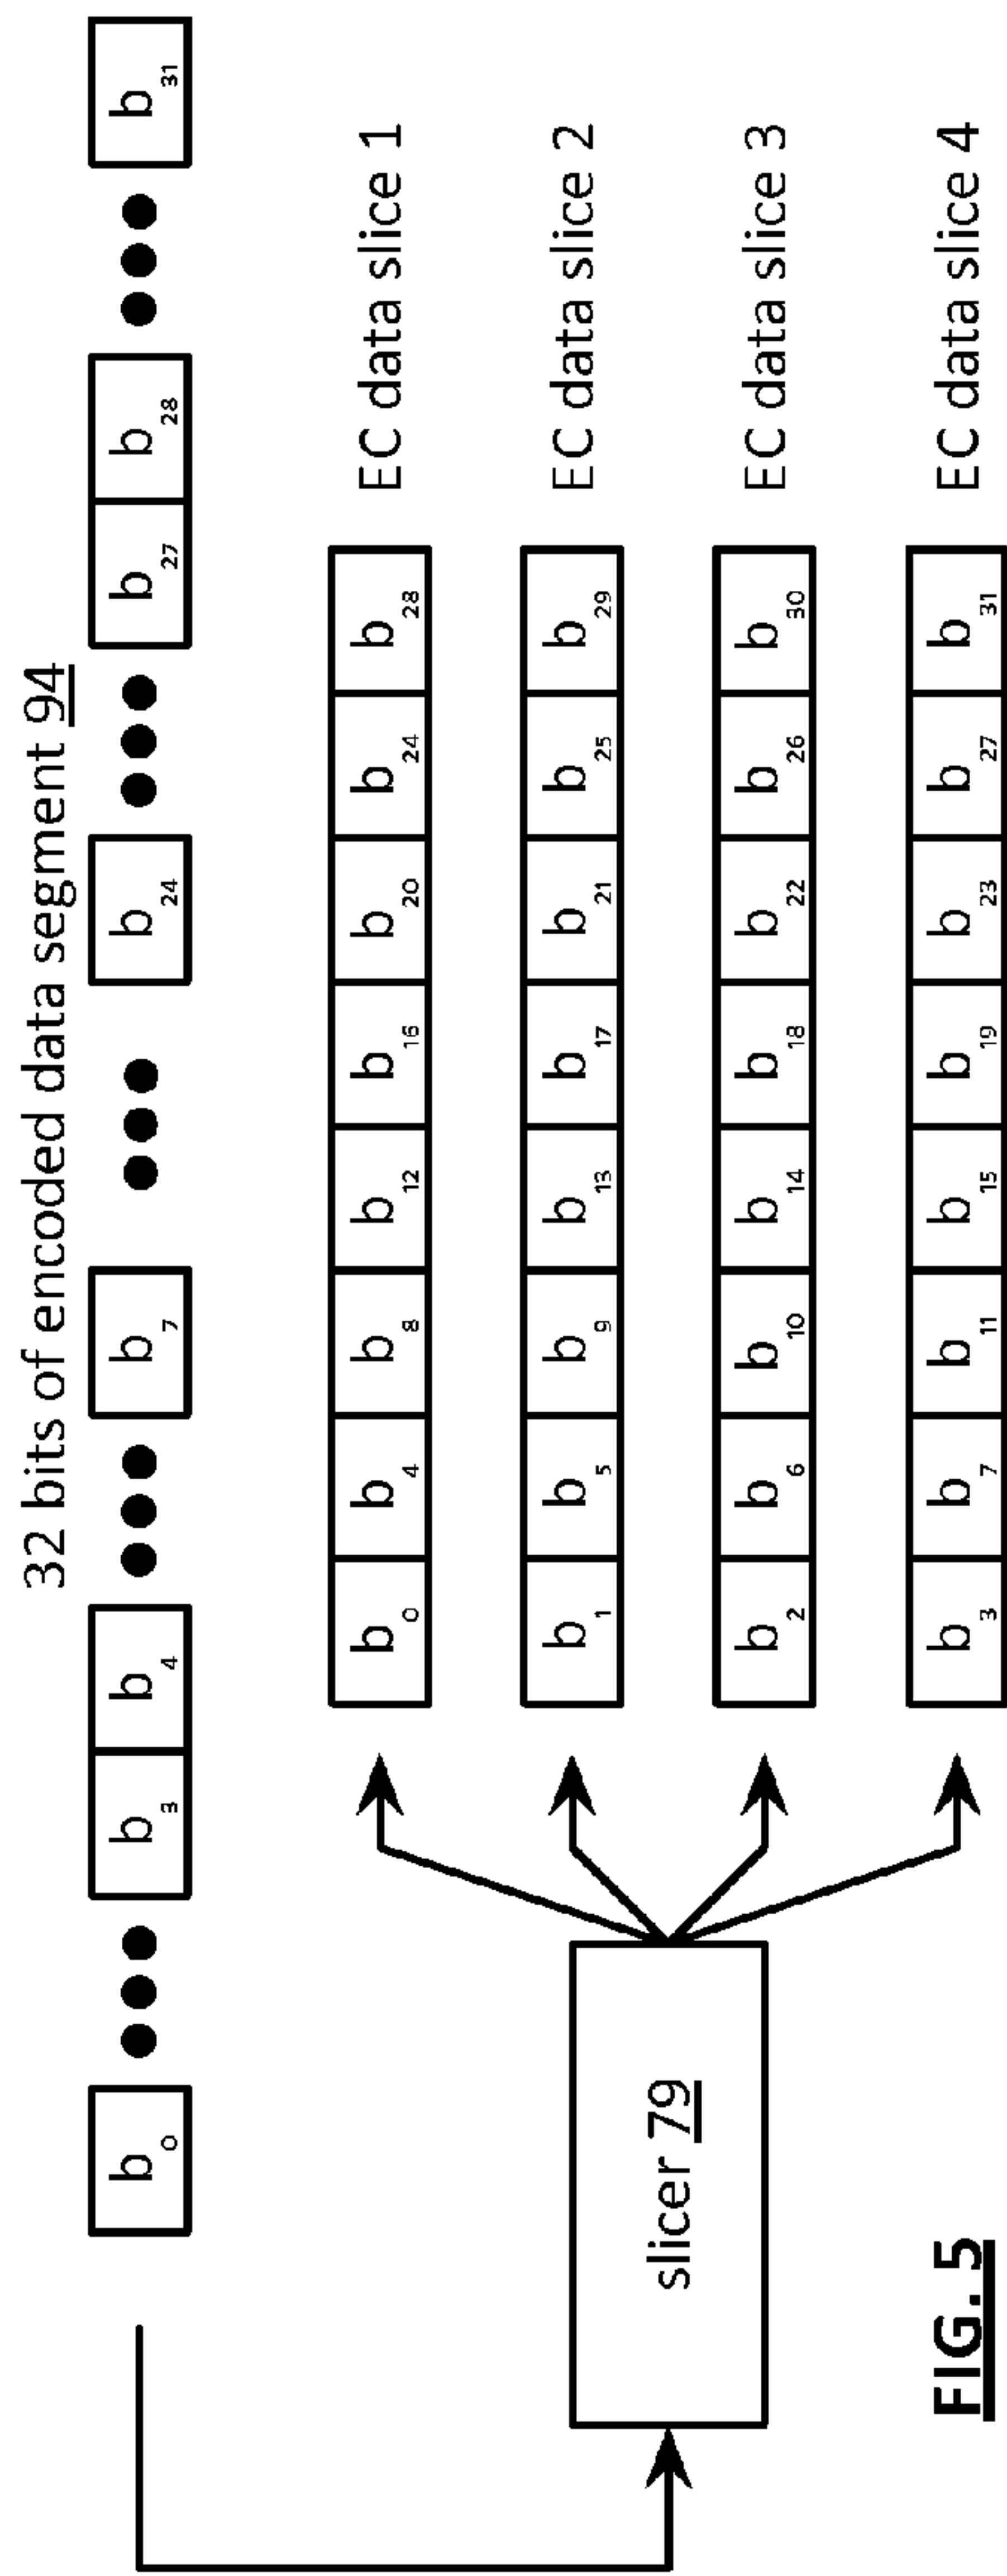 32 bits of encoded data segment 94
b0 ●●● b3 b4 ●●● b7 ●●● b24 ●●● b27 b28 ●●● b31
b0 b4 b8 b12 b16 b20 b24 b28 EC data slice 1
b1 b5 b9 b13 b17 b21 b25 b29 EC data slice 2
slicer 79
b2 b6 b10 b14 b18 b22 b26 b30 EC data slice 3
b3 b7 b11 b15 b19 b23 b27 b31 EC data slice 4
FIG. 5